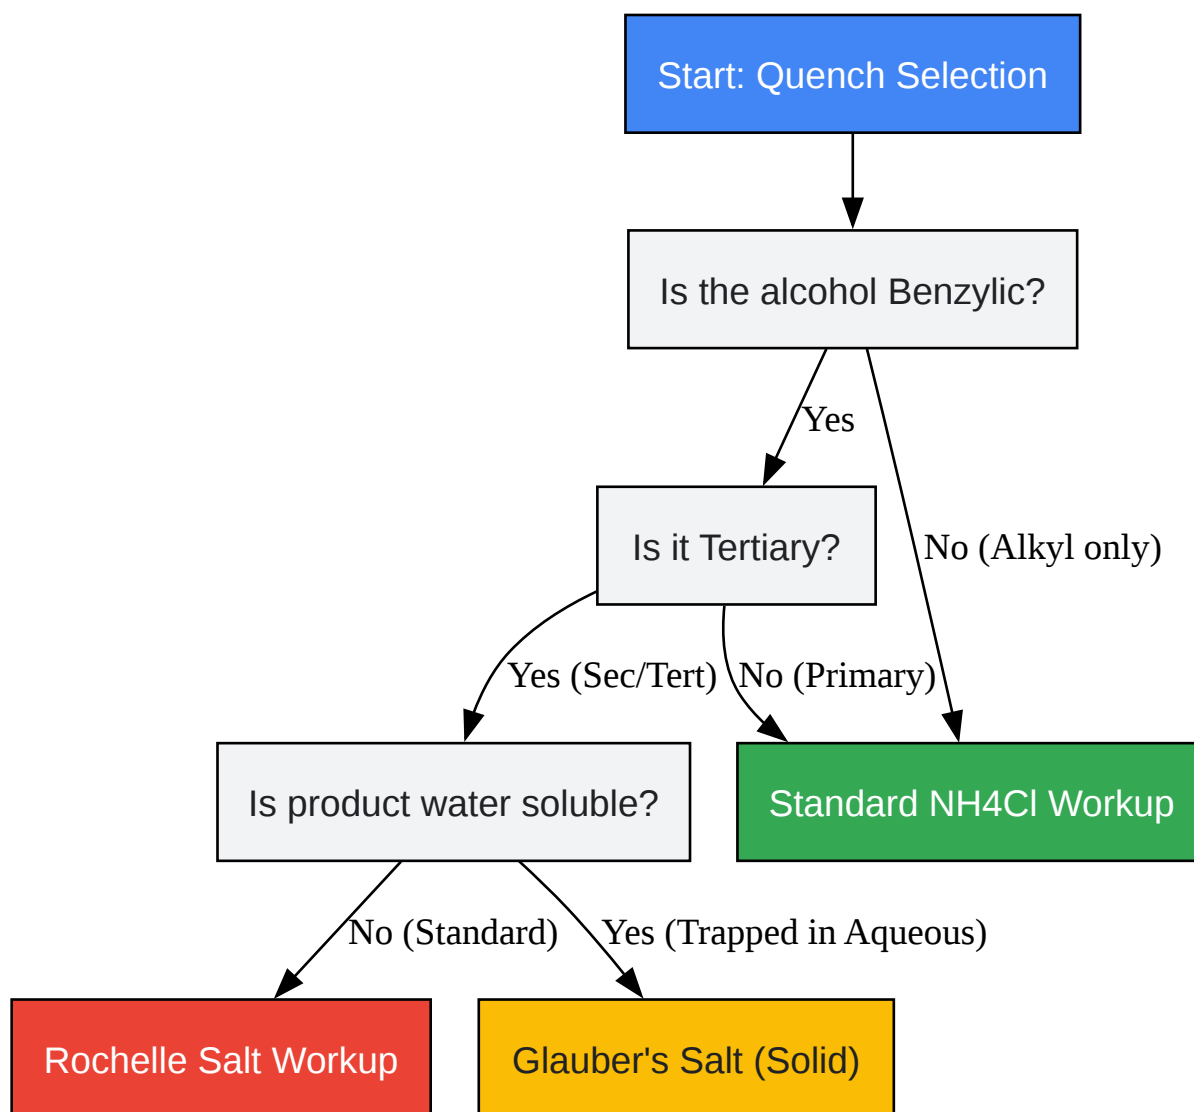 Start: Quench Selection
Is the alcohol Benzylic?
Yes
Is it Tertiary?
No (Alkyl only)
Yes (Sec/Tert)
No (Primary)
Is product water soluble?
Standard NH4Cl Workup
No (Standard)
Yes (Trapped in Aqueous)
Rochelle Salt Workup
Glauber's Salt (Solid)